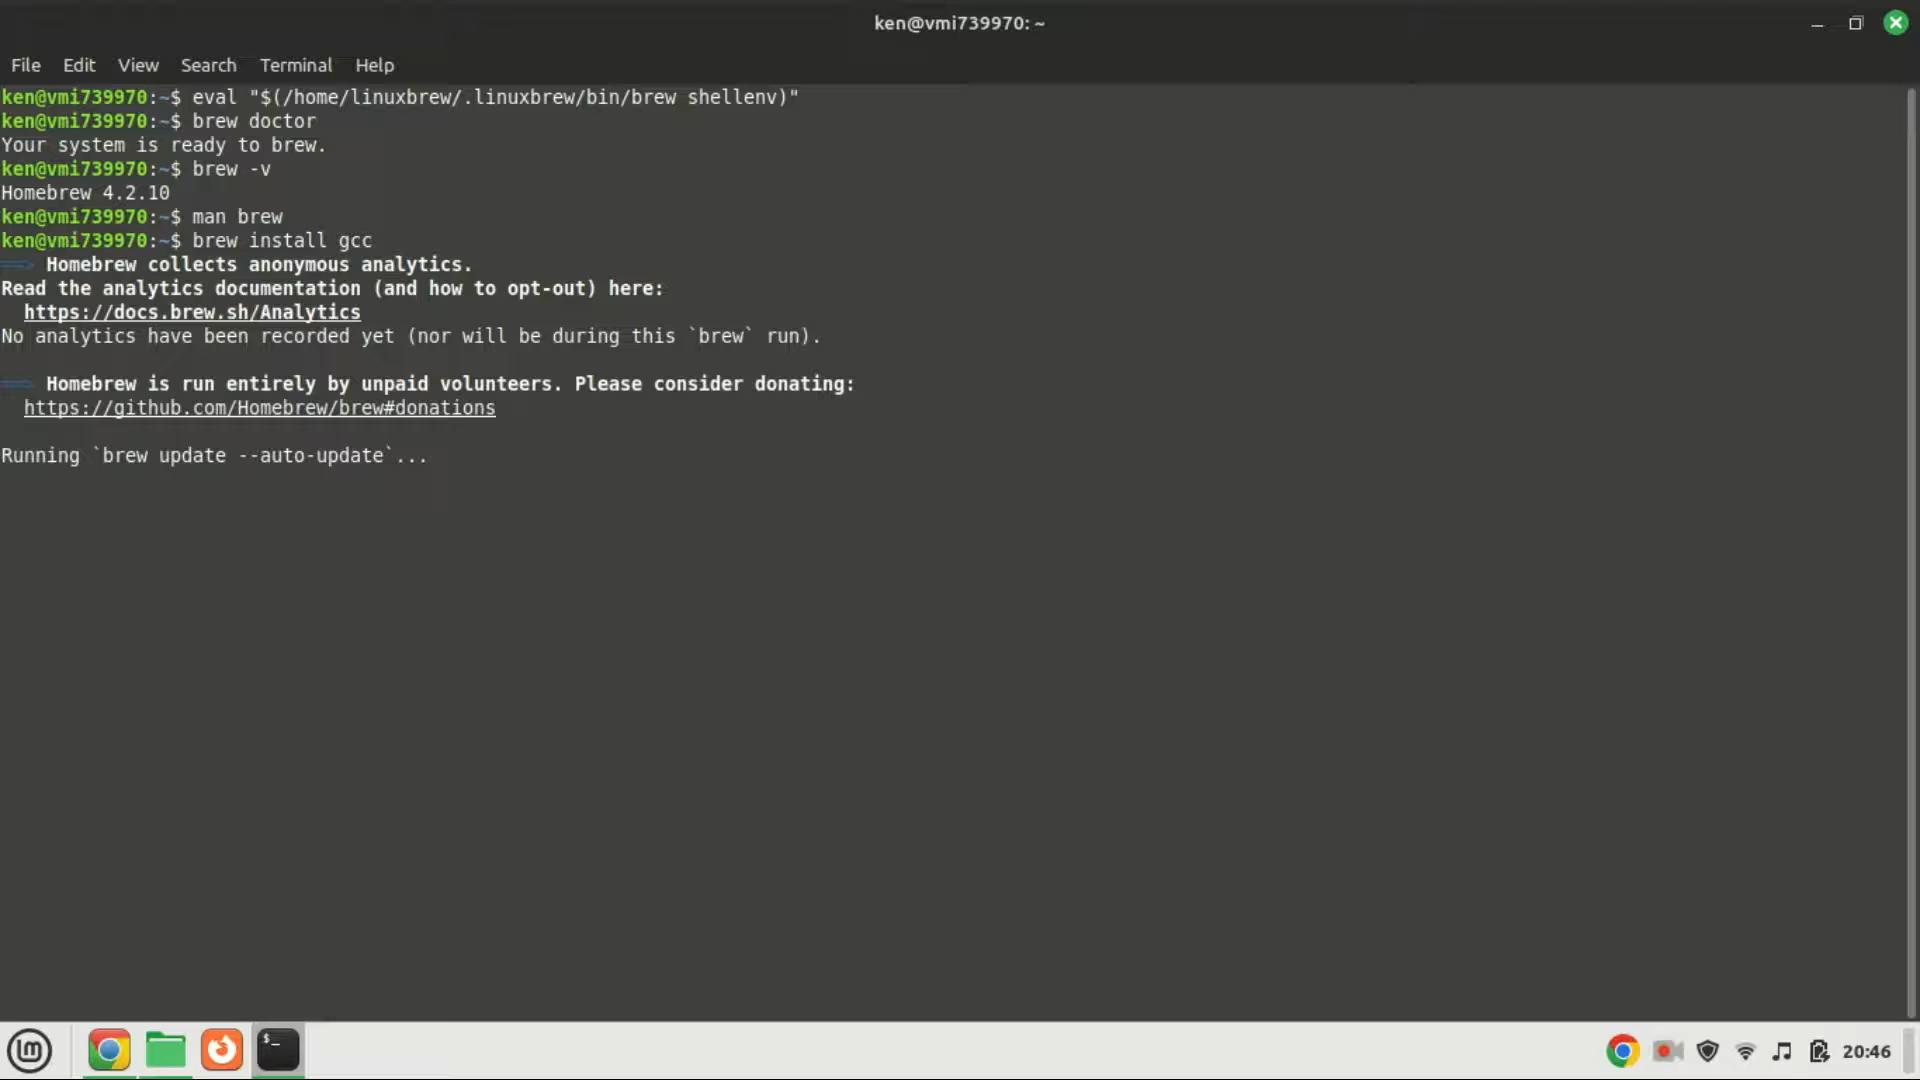 ken@vmi739970: ~
File Edit View Search Terminal Help
ken@vmi739970:~$ eval "$(/home/linuxbrew/.linuxbrew/bin/brew shellenv)"
ken@vmi739970:~$ brew doctor
Your system is ready to brew.
ken@vmi739970:~$ brew -v
Homebrew 4.2.10
ken@vmi739970:~$ man brew
ken@vmi739970:~$ brew install gcc
==> Homebrew collects anonymous analytics.
Read the analytics documentation (and how to opt-out) here:
https://docs.brew.sh/Analytics
No analytics have been recorded yet (nor will be during this `brew` run).
==> Homebrew is run entirely by unpaid volunteers. Please consider donating:
https://github.com/Homebrew/brew#donations
Running `brew update --auto-update`...
$_
20:46